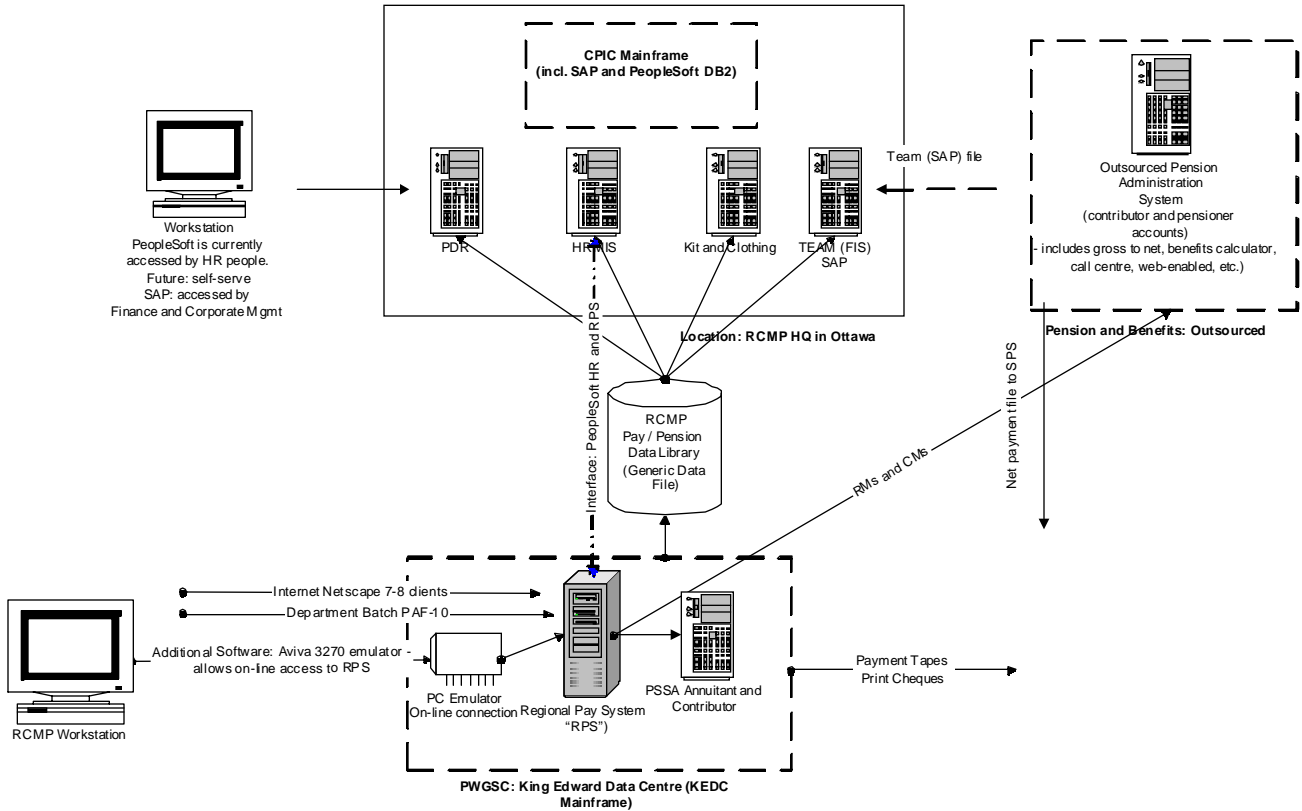 CPIC Mainframe
(incl. SAP and PeopleSoft DB2)
Workstation
PeopleSoft is currently
accessed by HR people.
Future: self-serve
SAP: accessed by
Finance and Corporate Mgmt
PDR
HRMIS
Kit and Clothing
TEAM (FIS)
SAP
Team (SAP) file
Outsourced Pension
Administration
System
(contributor and pensioner
accounts)
- includes gross to net, benefits calculator,
call centre, web-enabled, etc.)
Location: RCMP HQ in Ottawa
Pension and Benefits: Outsourced
Interface: PeopleSoft HR and RPS
RCMP
Pay / Pension
Data Library
(Generic Data
File)
RMs and CMs
Net payment file to SPS
Internet Netscape 7-8 clients
Department Batch PAF-10
Additional Software: Aviva 3270 emulator -
allows on-line access to RPS
RCMP Workstation
PC Emulator
On-line connection
Regional Pay System
“RPS”)
PSSA Annuitant and
Contributor
Payment Tapes
Print Cheques
PWGSC: King Edward Data Centre (KEDC
Mainframe)